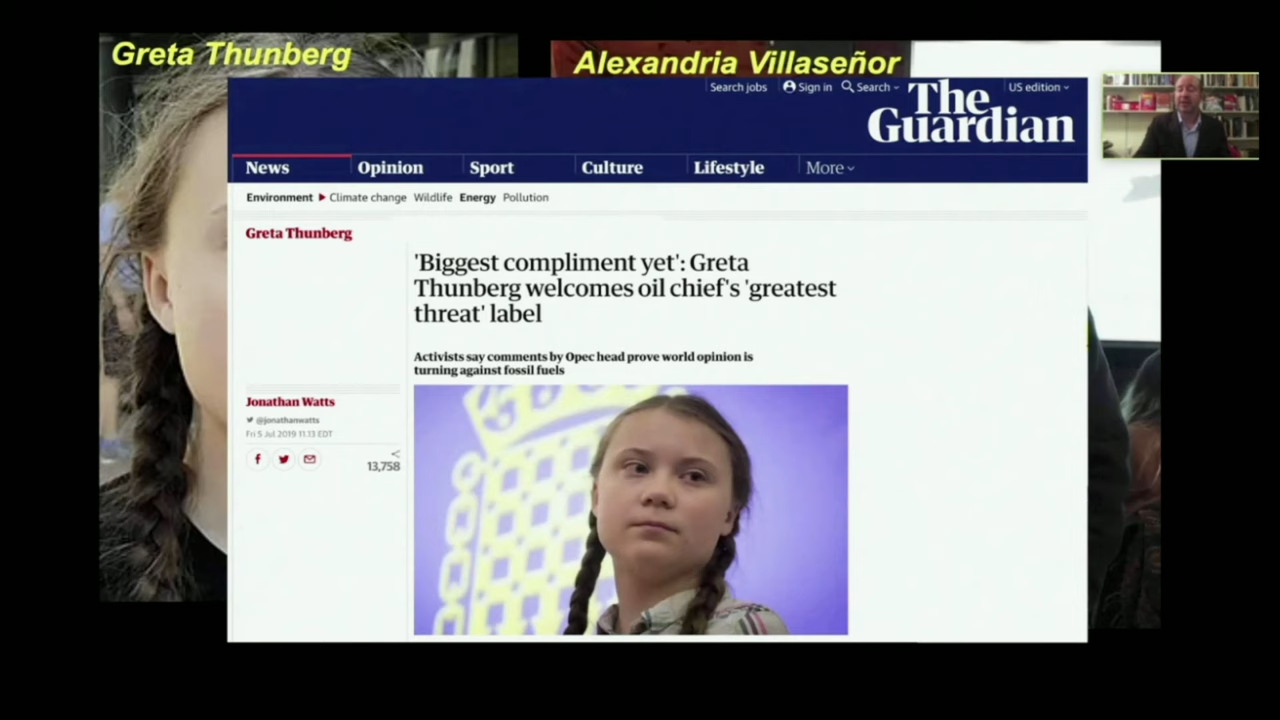 Greta Thunberg
Alexandria Villaseñor
Search jobs Sign in Search US edition
The
Guardian
News Opinion Sport Culture Lifestyle More
Environment Climate change Wildlife Energy Pollution
Greta Thunberg
'Biggest compliment yet': Greta
Thunberg welcomes oil chief's 'greatest
threat' label
Activists say comments by Opec head prove world opinion is
turning against fossil fuels
Jonathan Watts
@jonathanwatts
Fri 5 Jul 2019 11.13 EDT
13,758